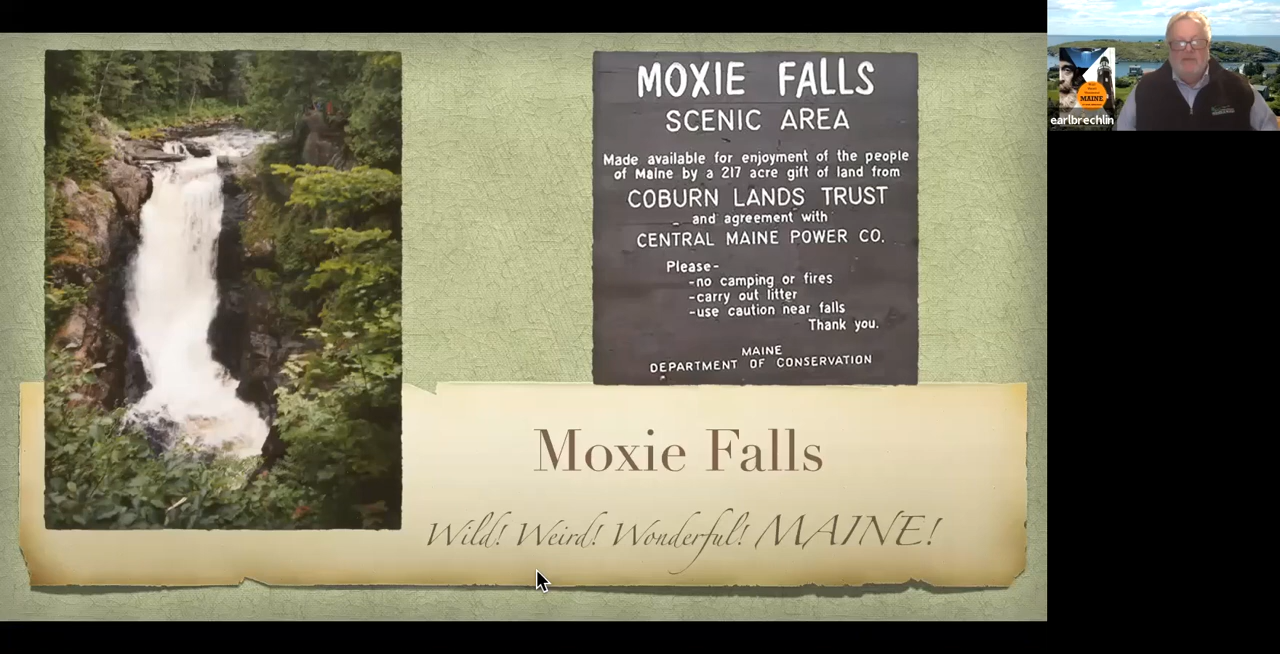 MOXIE FALLS
SCENIC AREA
Made available for enjoyment of the people
of Maine by a 217 acre gift of land from
COBURN LANDS TRUST
and agreement with
CENTRAL MAINE POWER CO.
Please-
-no camping or fires
-carry out litter
-use caution near falls
Thank you.
MAINE
DEPARTMENT OF CONSERVATION
Moxie Falls
Wild! Weird! Wonderful! MAINE!
MAINE
earlbrechlin